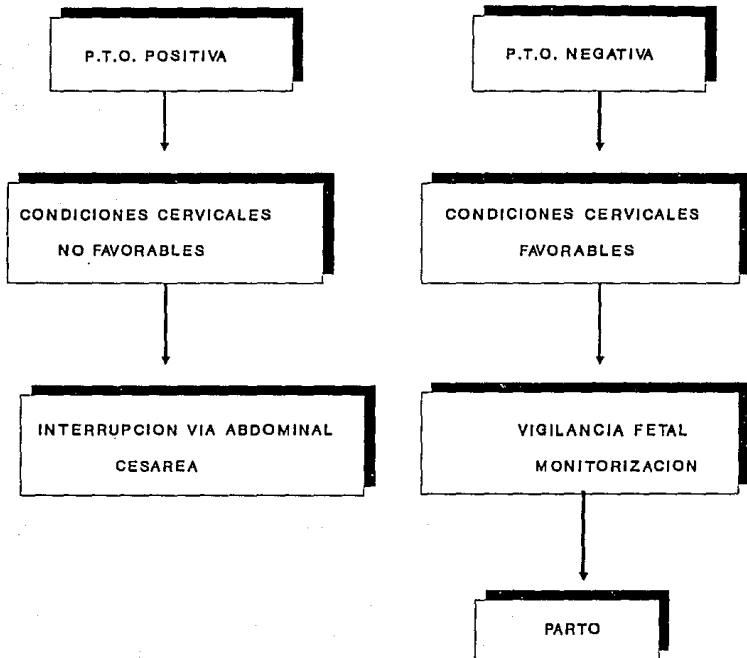 P.T.O. POSITIVA
CONDICIONES CERVICALES
NO FAVORABLES
INTERRUPCION VIA ABDOMINAL
CESAREA
P.T.O. NEGATIVA
CONDICIONES CERVICALES
FAVORABLES
VIGILANCIA FETAL
MONITORIZACION
PARTO